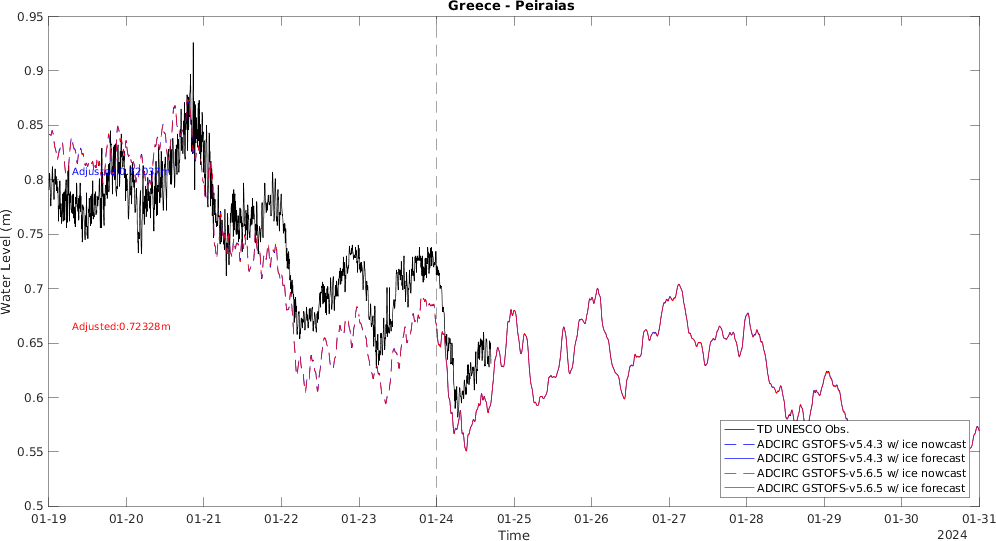 Greece - Peiraias
0.95
0.9
0.85
0.8
0.75
0.7
0.65
0.6
0.55
0.5
Water Level (m)
Adjusted:0.72328m
TD UNESCO Obs.
ADCIRC GSTOFS-v5.4.3 w/ ice nowcast
ADCIRC GSTOFS-v5.4.3 w/ ice forecast
ADCIRC GSTOFS-v5.6.5 w/ ice nowcast
ADCIRC GSTOFS-v5.6.5 w/ ice forecast
01-19 01-20 01-21 01-22 01-23 01-24 01-25 01-26 01-27 01-28 01-29 01-30 01-31
Time
2024